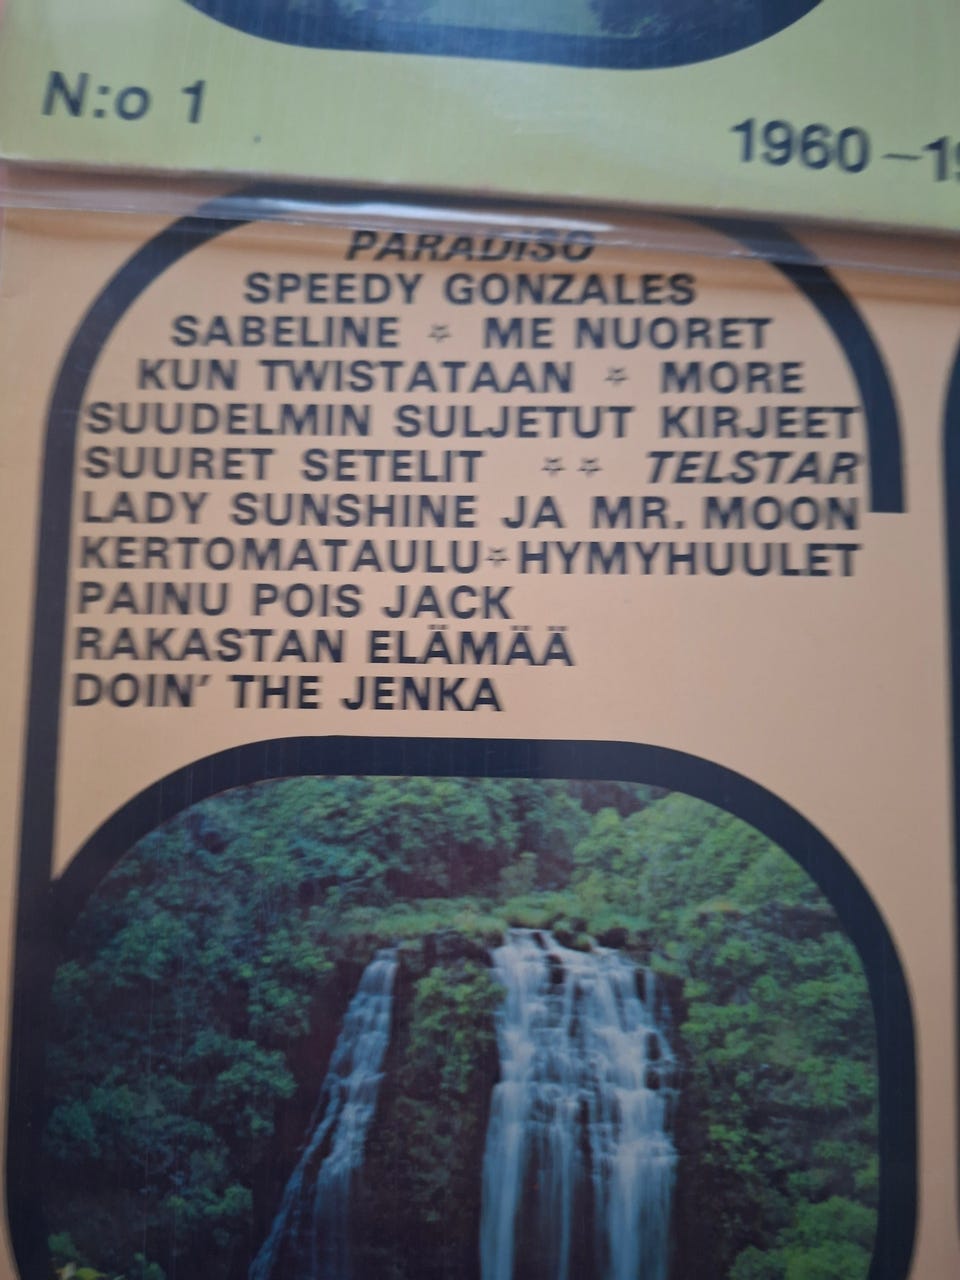 N:o 1
1960–19
PARADISO
SPEEDY GONZALES
SABELINE ☆ ME NUORET
KUN TWISTATAAN ☆ MORE
SUUDELMIN SULJETUT KIRJEET
SUURET SETELIT ☆ ☆ TELSTAR
LADY SUNSHINE JA MR. MOON
KERTOMATAULU☆HYMYHUULET
PAINU POIS JACK
RAKASTAN ELÄMÄÄ
DOIN' THE JENKA